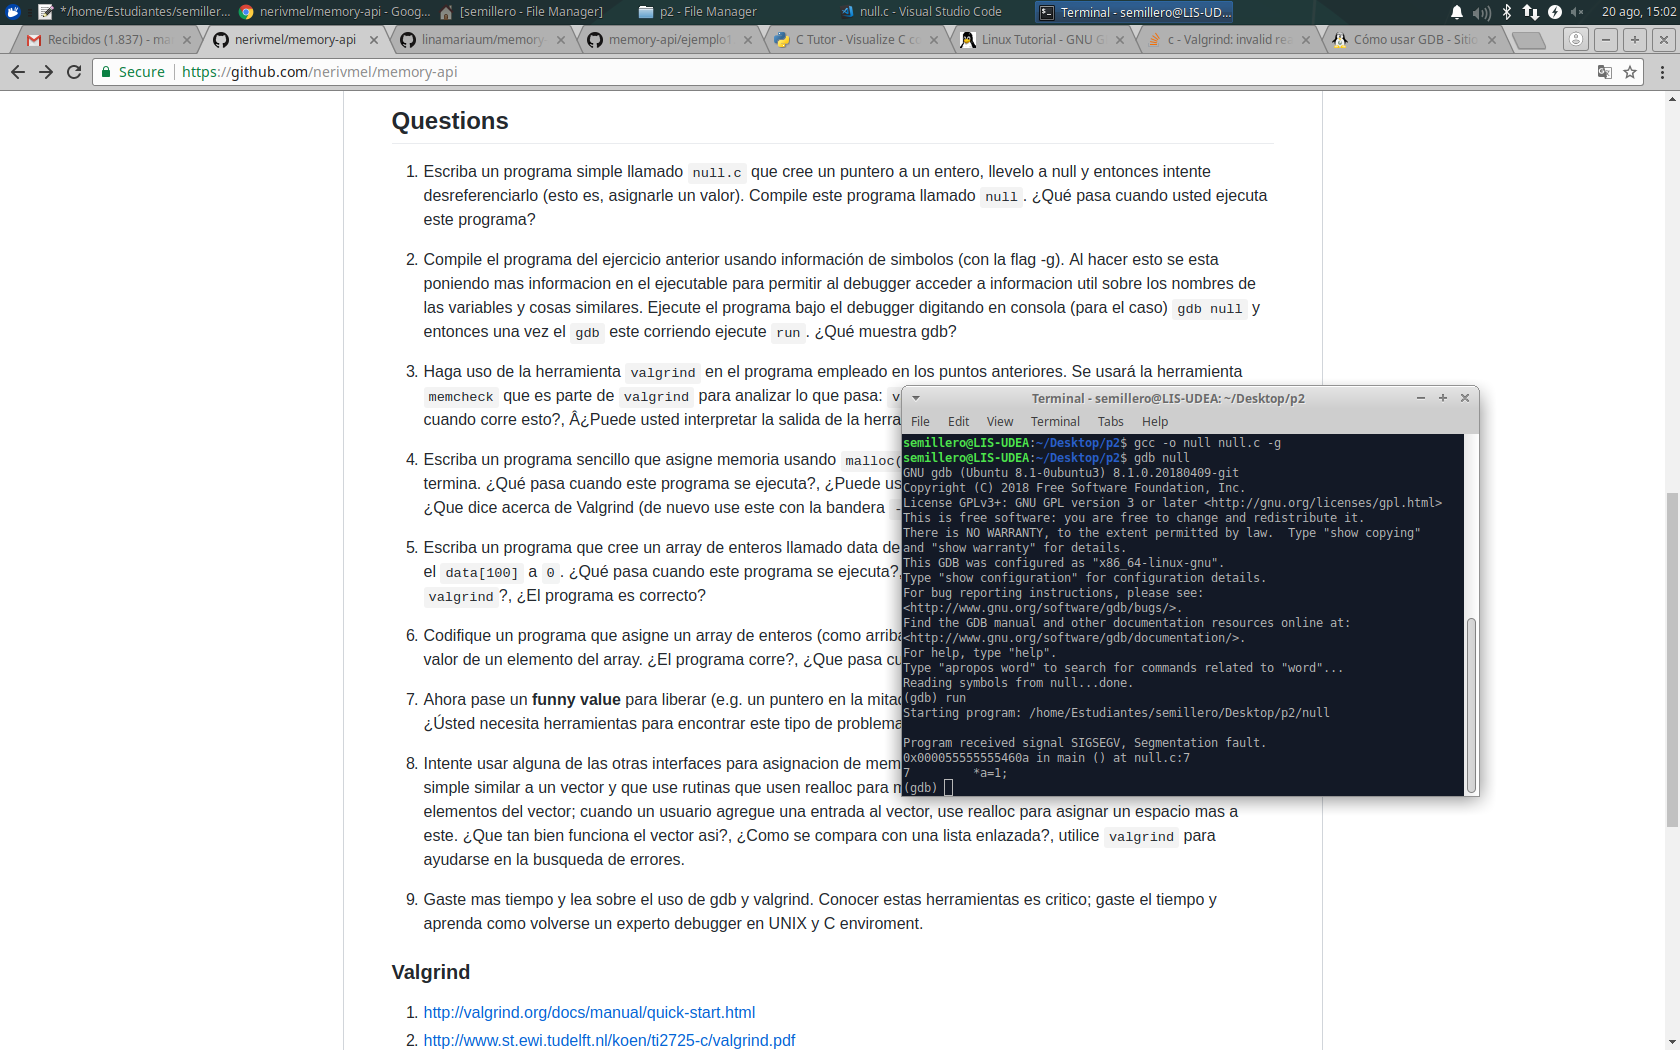 */home/Estudiantes/semiller...
nerivmel/memory-api - Goog...
[semillero - File Manager]
p2 - File Manager
null.c - Visual Studio Code
Terminal - semillero@LIS-UD...
20 ago, 15:02
Recibidos (1.837) - ma
nerivmel/memory-api
linamariaum/memory-
memory-api/ejemplo1
C Tutor - Visualize C co
Linux Tutorial - GNU G
c - Valgrind: invalid rea
Cómo usar GDB - Sitio
Secure
https://github.com/nerivmel/memory-api
Questions
1. Escriba un programa simple llamado null.c que cree un puntero a un entero, llevelo a null y entonces intente
desreferenciarlo (esto es, asignarle un valor). Compile este programa llamado null . ¿Qué pasa cuando usted ejecuta
este programa?
2. Compile el programa del ejercicio anterior usando información de simbolos (con la flag -g). Al hacer esto se esta
poniendo mas informacion en el ejecutable para permitir al debugger acceder a informacion util sobre los nombres de
las variables y cosas similares. Ejecute el programa bajo el debugger digitando en consola (para el caso) gdb null y
entonces una vez el gdb este corriendo ejecute run . ¿Qué muestra gdb?
3. Haga uso de la herramienta valgrind en el programa empleado en los puntos anteriores. Se usará la herramienta
memcheck que es parte de valgrind para analizar lo que pasa: v
cuando corre esto?, Â¿Puede usted interpretar la salida de la herra
4. Escriba un programa sencillo que asigne memoria usando malloc(
termina. ¿Qué pasa cuando este programa se ejecuta?, ¿Puede us
¿Que dice acerca de Valgrind (de nuevo use este con la bandera -
5. Escriba un programa que cree un array de enteros llamado data de
el data[100] a 0 . ¿Qué pasa cuando este programa se ejecuta?,
valgrind ?, ¿El programa es correcto?
6. Codifique un programa que asigne un array de enteros (como arriba
valor de un elemento del array. ¿El programa corre?, ¿Que pasa cu
7. Ahora pase un funny value para liberar (e.g. un puntero en la mitad
¿Ústed necesita herramientas para encontrar este tipo de problema
8. Intente usar alguna de las otras interfaces para asignacion de mem
simple similar a un vector y que use rutinas que usen realloc para m
elementos del vector; cuando un usuario agregue una entrada al vector, use realloc para asignar un espacio mas a
este. ¿Que tan bien funciona el vector asi?, ¿Como se compara con una lista enlazada?, utilice valgrind para
ayudarse en la busqueda de errores.
9. Gaste mas tiempo y lea sobre el uso de gdb y valgrind. Conocer estas herramientas es critico; gaste el tiempo y
aprenda como volverse un experto debugger en UNIX y C enviroment.
Valgrind
1. http://valgrind.org/docs/manual/quick-start.html
2. http://www.st.ewi.tudelft.nl/koen/ti2725-c/valgrind.pdf
Terminal - semillero@LIS-UDEA: ~/Desktop/p2
File Edit View Terminal Tabs Help
semillero@LIS-UDEA:~/Desktop/p2$ gcc -o null null.c -g
semillero@LIS-UDEA:~/Desktop/p2$ gdb null
GNU gdb (Ubuntu 8.1-0ubuntu3) 8.1.0.20180409-git
Copyright (C) 2018 Free Software Foundation, Inc.
License GPLv3+: GNU GPL version 3 or later <http://gnu.org/licenses/gpl.html>
This is free software: you are free to change and redistribute it.
There is NO WARRANTY, to the extent permitted by law.  Type "show copying"
and "show warranty" for details.
This GDB was configured as "x86_64-linux-gnu".
Type "show configuration" for configuration details.
For bug reporting instructions, please see:
<http://www.gnu.org/software/gdb/bugs/>.
Find the GDB manual and other documentation resources online at:
<http://www.gnu.org/software/gdb/documentation/>.
For help, type "help".
Type "apropos word" to search for commands related to "word"...
Reading symbols from null...done.
(gdb) run
Starting program: /home/Estudiantes/semillero/Desktop/p2/null
Program received signal SIGSEGV, Segmentation fault.
0x000055555555460a in main () at null.c:7
7         *a=1;
(gdb)